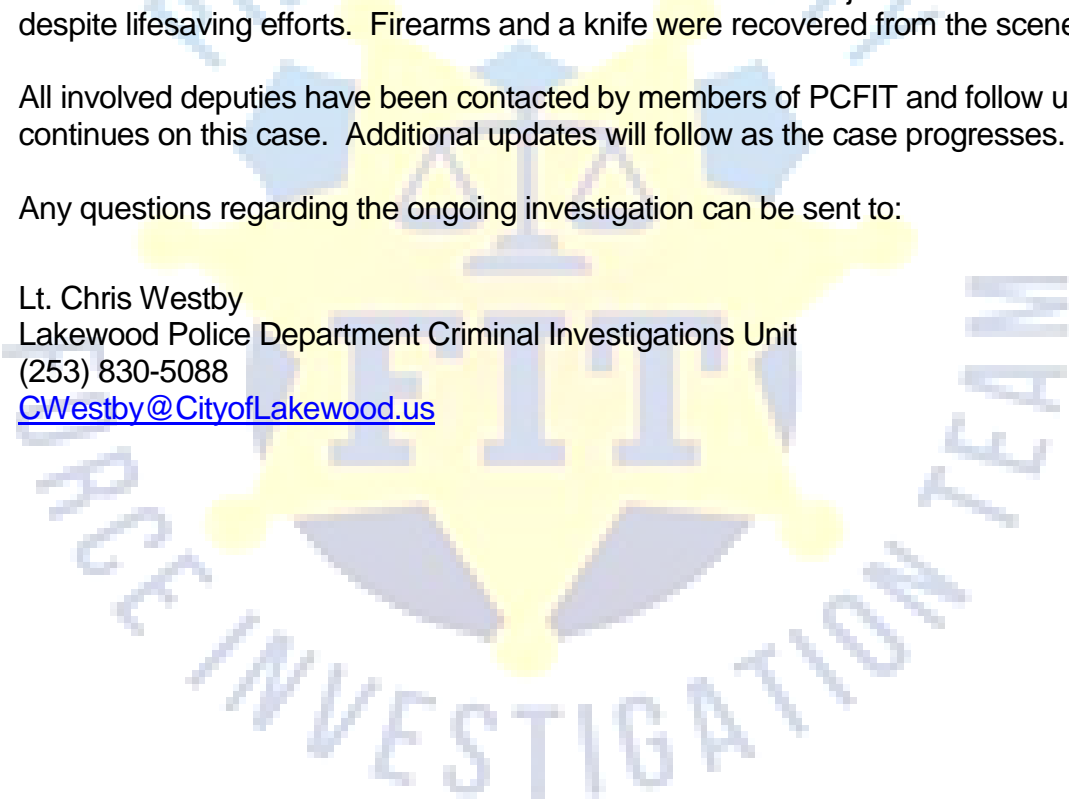 despite lifesaving efforts.  Firearms and a knife were recovered from the scene
All involved deputies have been contacted by members of PCFIT and follow u
continues on this case.  Additional updates will follow as the case progresses.
Any questions regarding the ongoing investigation can be sent to:
Lt. Chris Westby
Lakewood Police Department Criminal Investigations Unit
(253) 830-5088
CWestby@CityofLakewood.us
FIT
FORCE INVESTIGATION TEAM